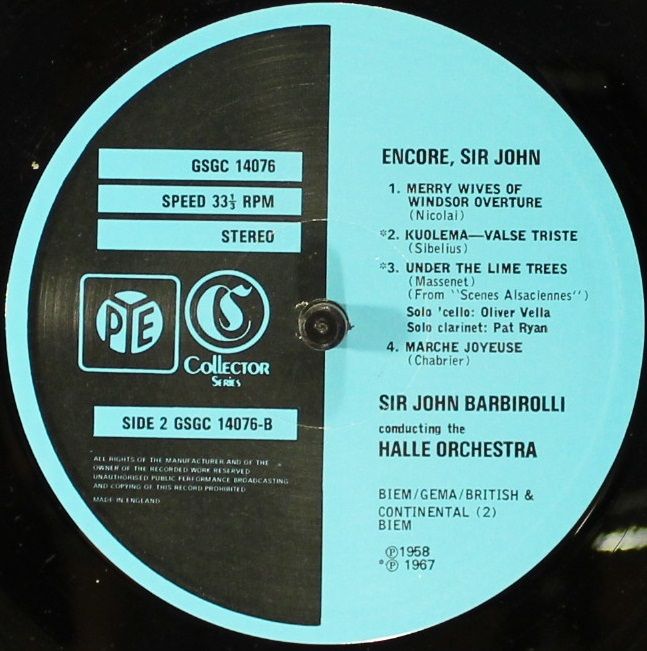 GSGC 14076
SPEED 33⅓ RPM
STEREO
PYE
Collector
Series
SIDE 2 GSGC 14076-B
ALL RIGHTS OF THE MANUFACTURER AND OF THE
OWNER OF THE RECORDED WORK RESERVED
UNAUTHORISED PUBLIC PERFORMANCE BROADCASTING
AND COPYING OF THIS RECORD PROHIBITED
MADE IN ENGLAND
ENCORE, SIR JOHN
1. MERRY WIVES OF
WINDSOR OVERTURE
(Nicolai)
*2. KUOLEMA—VALSE TRISTE
(Sibelius)
*3. UNDER THE LIME TREES
(Massenet)
(From "Scenes Alsaciennes")
Solo 'cello: Oliver Vella
Solo clarinet: Pat Ryan
4. MARCHE JOYEUSE
(Chabrier)
SIR JOHN BARBIROLLI
conducting the
HALLE ORCHESTRA
BIEM/GEMA/BRITISH &
CONTINENTAL (2)
BIEM
Ⓟ1958
*Ⓟ 1967